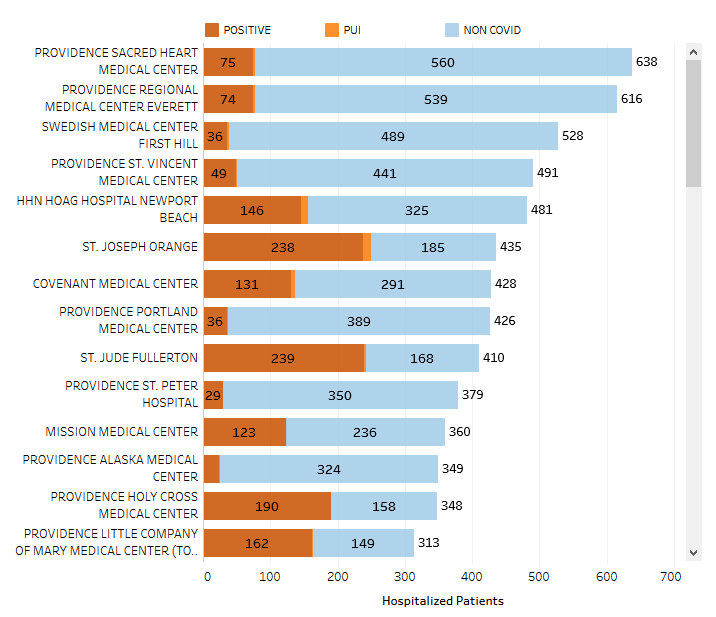 POSITIVE PUI NON COVID
PROVIDENCE SACRED HEART
MEDICAL CENTER
75 560 638
PROVIDENCE REGIONAL
MEDICAL CENTER EVERETT
74 539 616
SWEDISH MEDICAL CENTER
FIRST HILL
36 489 528
PROVIDENCE ST. VINCENT
MEDICAL CENTER
49 441 491
HHN HOAG HOSPITAL NEWPORT
BEACH
146 325 481
ST. JOSEPH ORANGE
238 185 435
COVENANT MEDICAL CENTER
131 291 428
PROVIDENCE PORTLAND
MEDICAL CENTER
36 389 426
ST. JUDE FULLERTON
239 168 410
PROVIDENCE ST. PETER
HOSPITAL
29 350 379
MISSION MEDICAL CENTER
123 236 360
PROVIDENCE ALASKA MEDICAL
CENTER
324 349
PROVIDENCE HOLY CROSS
MEDICAL CENTER
190 158 348
PROVIDENCE LITTLE COMPANY
OF MARY MEDICAL CENTER (TO..
162 149 313
0 100 200 300 400 500 600 700
Hospitalized Patients